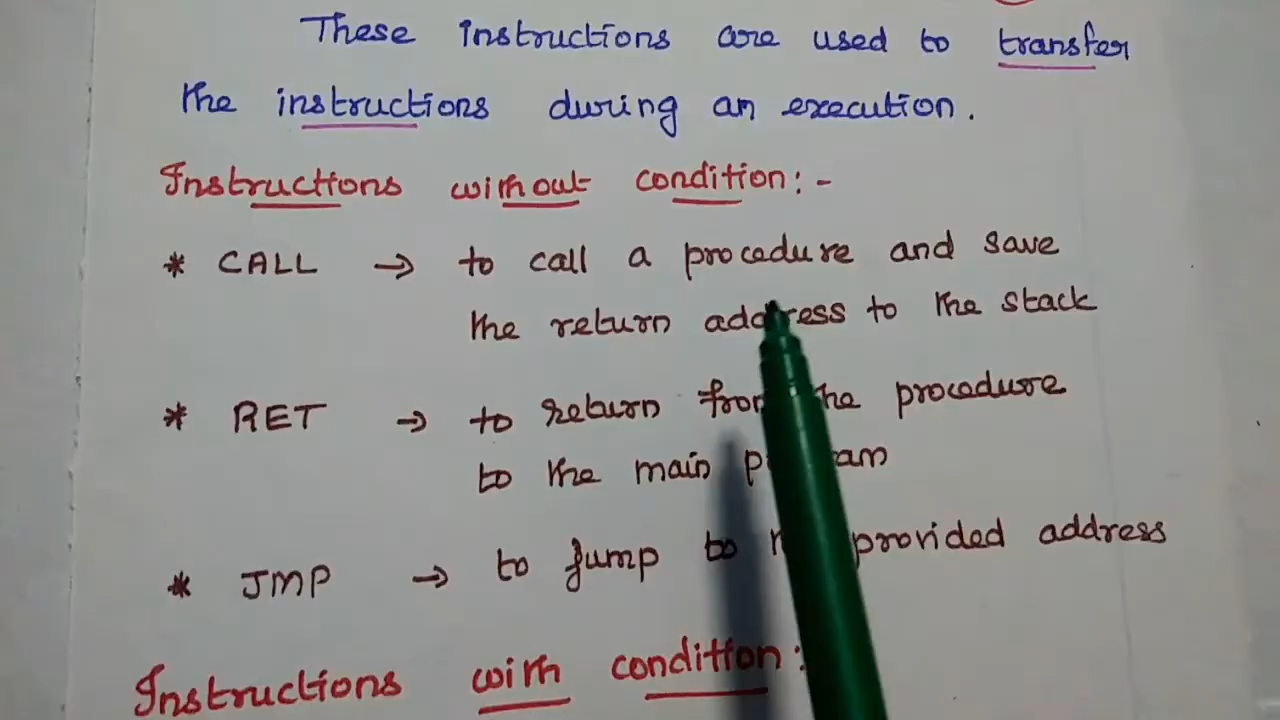 These instructions are used to transfer
the instructions during an execution.
Instructions without condition:-
* CALL → to call a procedure and save
the return address to the stack
* RET → to return from the procedure
to the main program
* JMP → to jump to provided address
Instructions with condition: